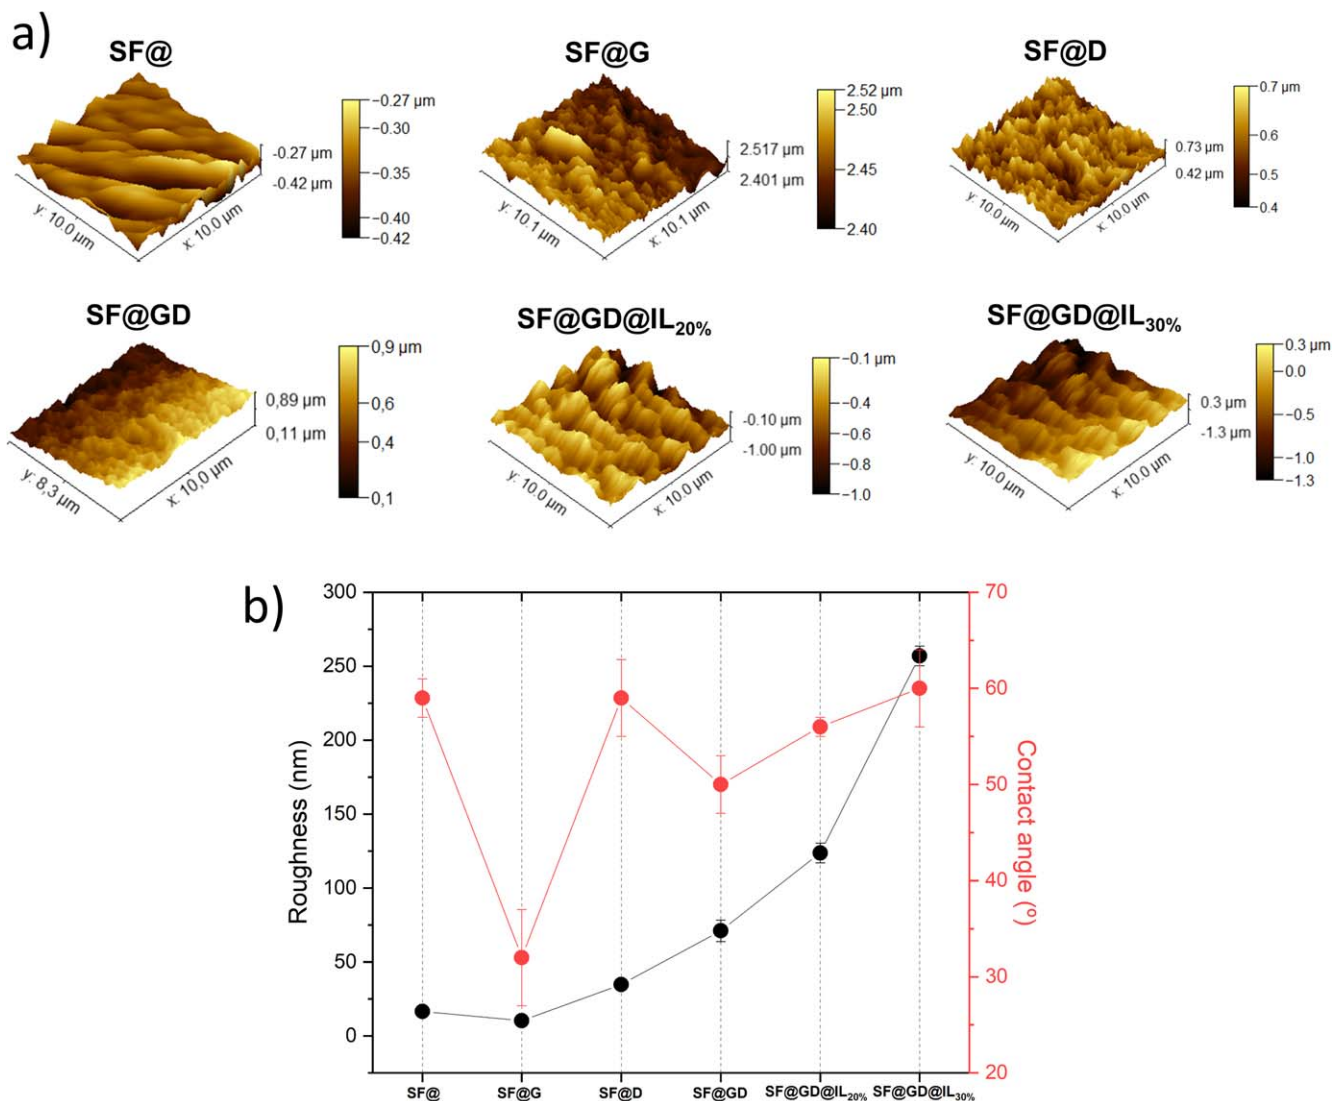 a)
SF@
−0.27 µm
−0.30
−0.35
−0.40
−0.42
-0.27 µm
-0.42 µm
y: 10.0 µm
x: 10.0 µm
SF@G
2.52 µm
2.50
2.45
2.40
2.517 µm
2.401 µm
y: 10.1 µm
x: 10.1 µm
SF@D
0.7 µm
0.6
0.5
0.4
0.73 µm
0.42 µm
y: 10.0 µm
x: 10.0 µm
SF@GD
0,9 µm
0,6
0,4
0,1
0,89 µm
0,11 µm
y: 8,3 µm
x: 10,0 µm
SF@GD@IL20%
−0.1 µm
−0.4
−0.6
−0.8
−1.0
-0.10 µm
-1.00 µm
y: 10.0 µm
x: 10.0 µm
SF@GD@IL30%
0.3 µm
0.0
−0.5
−1.0
−1.3
0.3 µm
-1.3 µm
y: 10.0 µm
x: 10.0 µm
b)
Roughness (nm)
300
250
200
150
100
50
0
70
60
50
40
30
20
Contact angle (º)
SF@
SF@G
SF@D
SF@GD
SF@GD@IL20%
SF@GD@IL30%